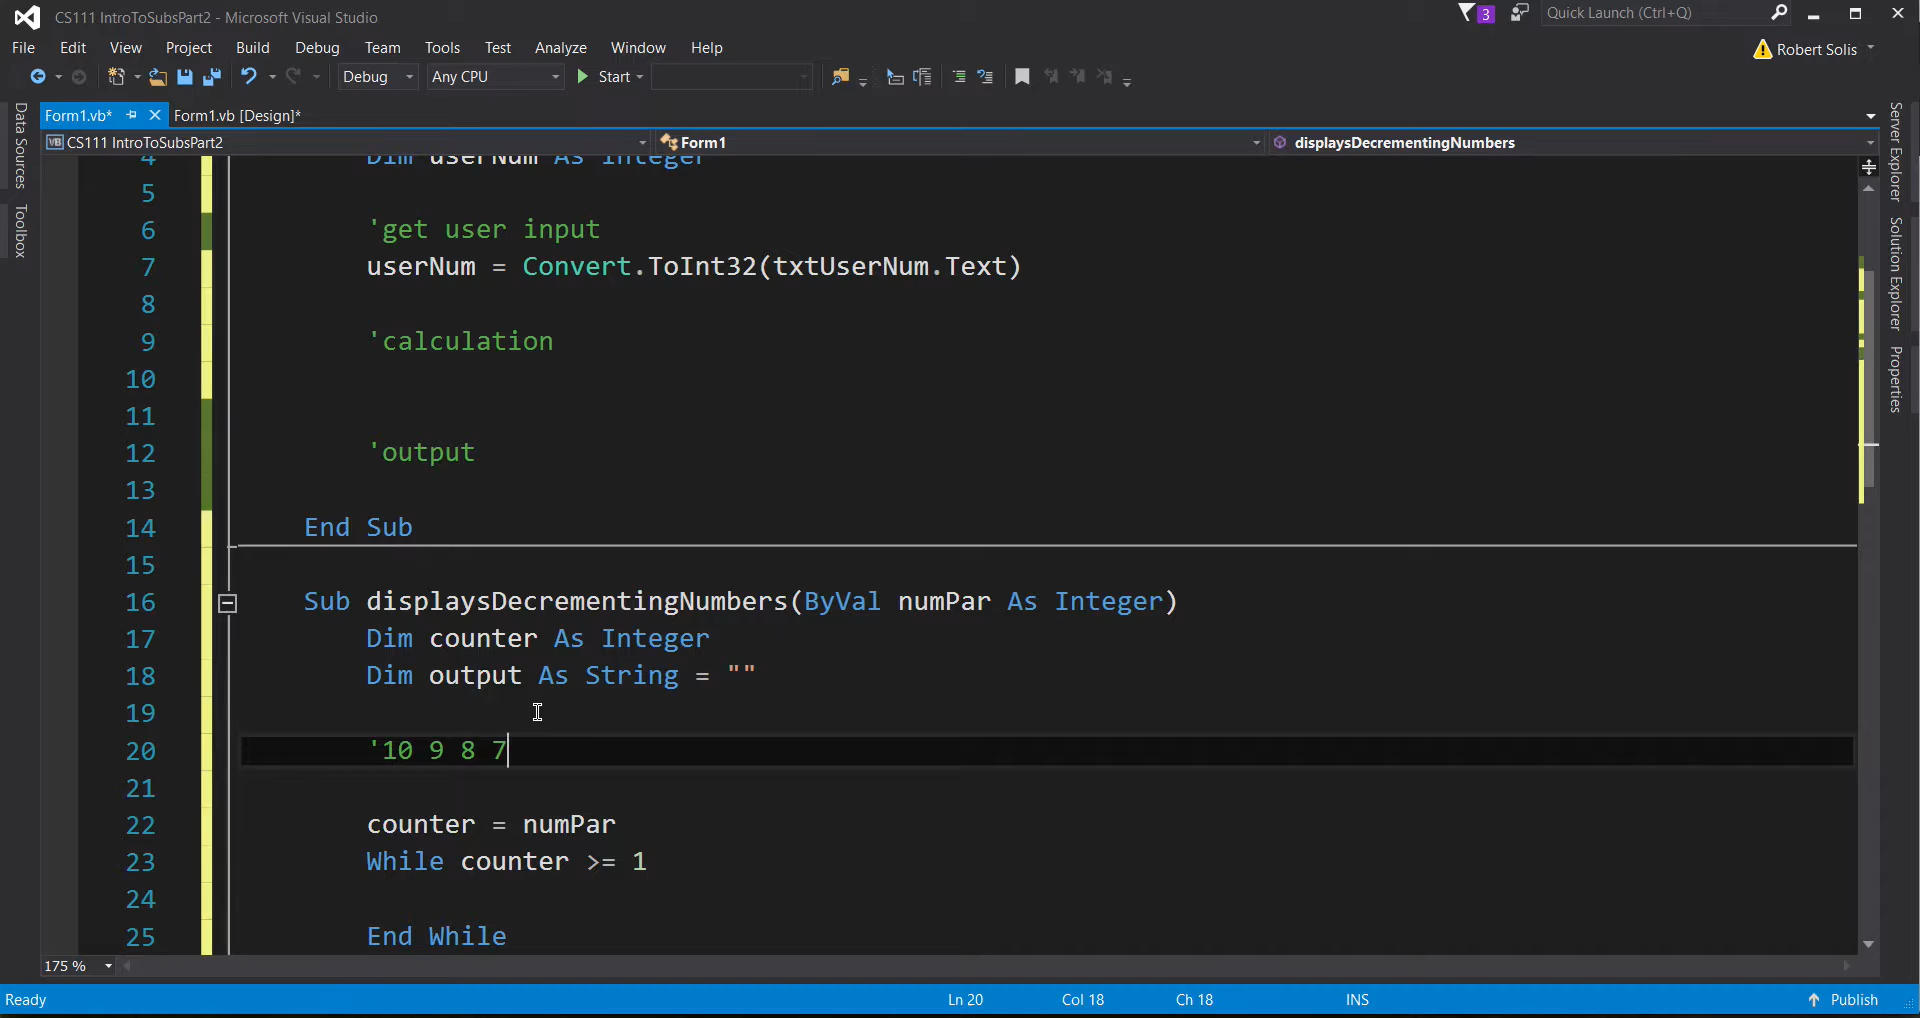 CS111 IntroToSubsPart2 - Microsoft Visual Studio
3
Quick Launch (Ctrl+Q)
File Edit View Project Build Debug Team Tools Test Analyze Window Help
Robert Solis
Debug Any CPU Start
Form1.vb* Form1.vb [Design]*
VB CS111 IntroToSubsPart2 Form1 displaysDecrementingNumbers
Data Sources
Toolbox
Server Explorer
Solution Explorer
Properties
4 Dim userNum As Integer
5
6 'get user input
7 userNum = Convert.ToInt32(txtUserNum.Text)
8
9 'calculation
10
11
12 'output
13
14 End Sub
15
16 Sub displaysDecrementingNumbers(ByVal numPar As Integer)
17 Dim counter As Integer
18 Dim output As String = ""
19
20 '10 9 8 7
21
22 counter = numPar
23 While counter >= 1
24
25 End While
175 %
Ready Ln 20 Col 18 Ch 18 INS Publish